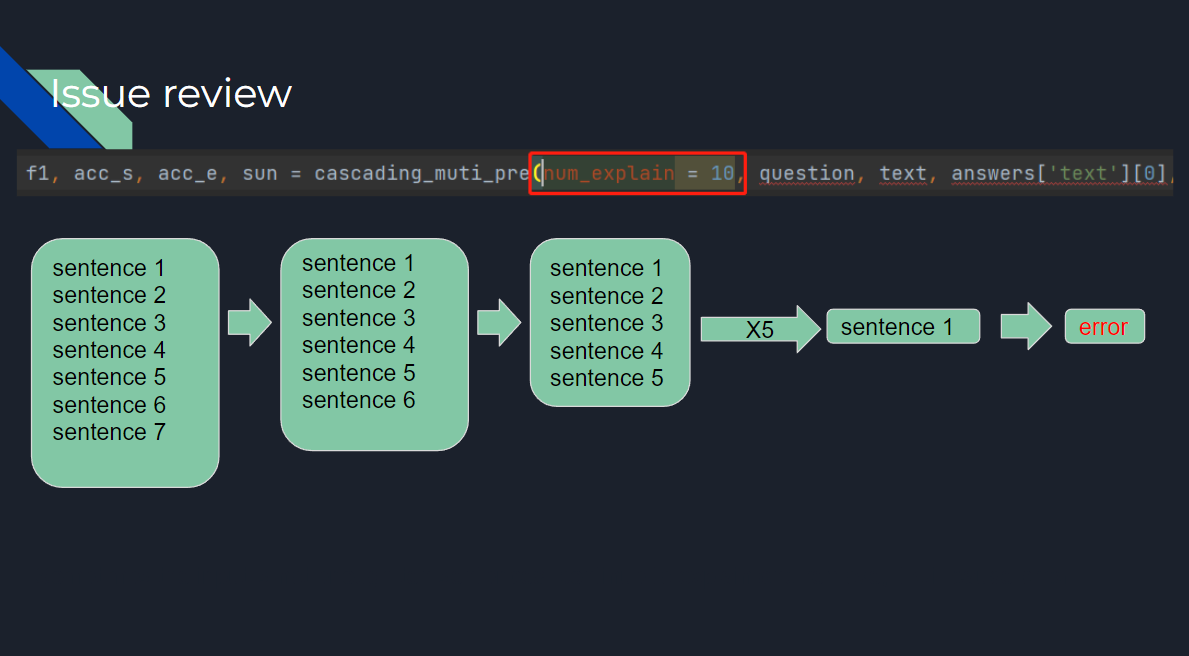 Issue review
f1, acc_s, acc_e, sun = cascading_muti_pre(num_explain = 10, question, text, answers['text'][0],
sentence 1
sentence 2
sentence 3
sentence 4
sentence 5
sentence 6
sentence 7
sentence 1
sentence 2
sentence 3
sentence 4
sentence 5
sentence 6
sentence 1
sentence 2
sentence 3
sentence 4
sentence 5
X5
sentence 1
error